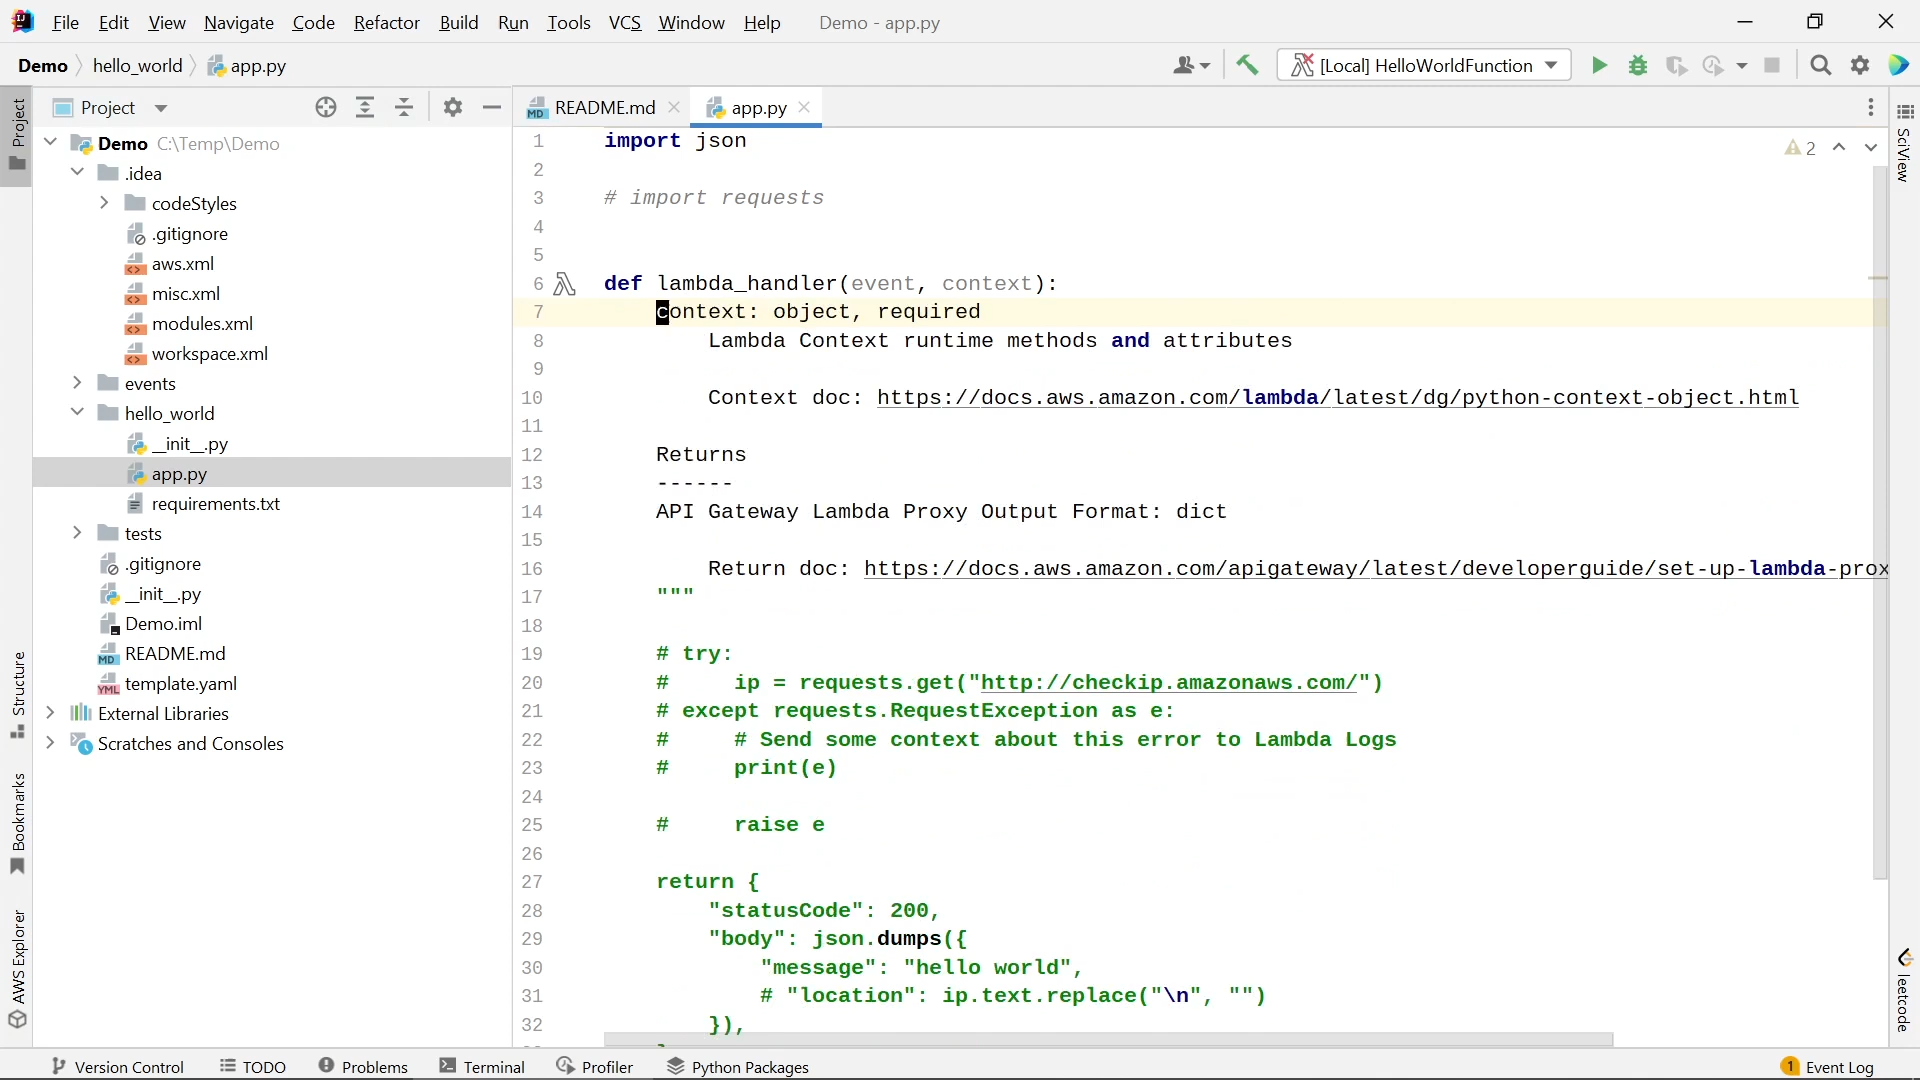 File Edit View Navigate Code Refactor Build Run Tools VCS Window Help Demo - app.py
Demo hello_world app.py [Local] HelloWorldFunction
Project README.md app.py
2
Demo C:\Temp\Demo
.idea
codeStyles
.gitignore
aws.xml
misc.xml
modules.xml
workspace.xml
events
hello_world
__init__.py
app.py
requirements.txt
tests
.gitignore
__init__.py
Demo.iml
README.md
template.yaml
External Libraries
Scratches and Consoles
Project
Structure
Bookmarks
AWS Explorer
1 import json
2
3 # import requests
4
5
6 def lambda_handler(event, context):
7 context: object, required
8 Lambda Context runtime methods and attributes
9
10 Context doc: https://docs.aws.amazon.com/lambda/latest/dg/python-context-object.html
11
12 Returns
13 ------
14 API Gateway Lambda Proxy Output Format: dict
15
16 Return doc: https://docs.aws.amazon.com/apigateway/latest/developerguide/set-up-lambda-prox
17 """
18
19 # try:
20 #     ip = requests.get("http://checkip.amazonaws.com/")
21 # except requests.RequestException as e:
22 #     # Send some context about this error to Lambda Logs
23 #     print(e)
24
25 #     raise e
26
27 return {
28 "statusCode": 200,
29 "body": json.dumps({
30 "message": "hello world",
31 # "location": ip.text.replace("\n", "")
32 }),
SciView
leetcode
Version Control TODO Problems Terminal Profiler Python Packages 1 Event Log